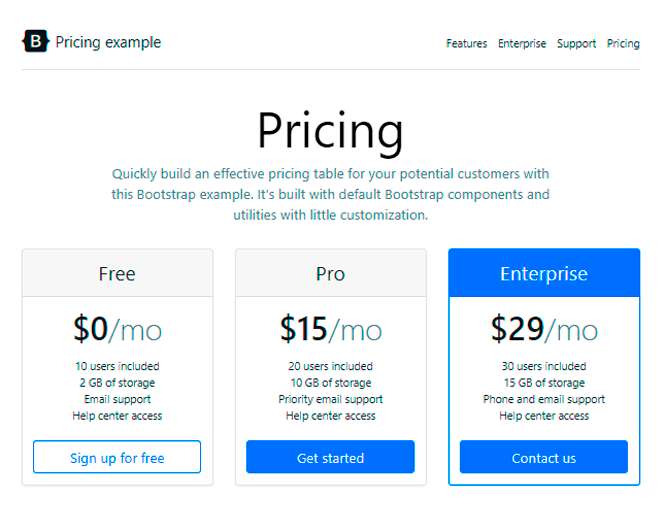 B Pricing example
Features Enterprise Support Pricing
Pricing
Quickly build an effective pricing table for your potential customers with
this Bootstrap example. It's built with default Bootstrap components and
utilities with little customization.
Free
$0/mo
10 users included
2 GB of storage
Email support
Help center access
Sign up for free
Pro
$15/mo
20 users included
10 GB of storage
Priority email support
Help center access
Get started
Enterprise
$29/mo
30 users included
15 GB of storage
Phone and email support
Help center access
Contact us